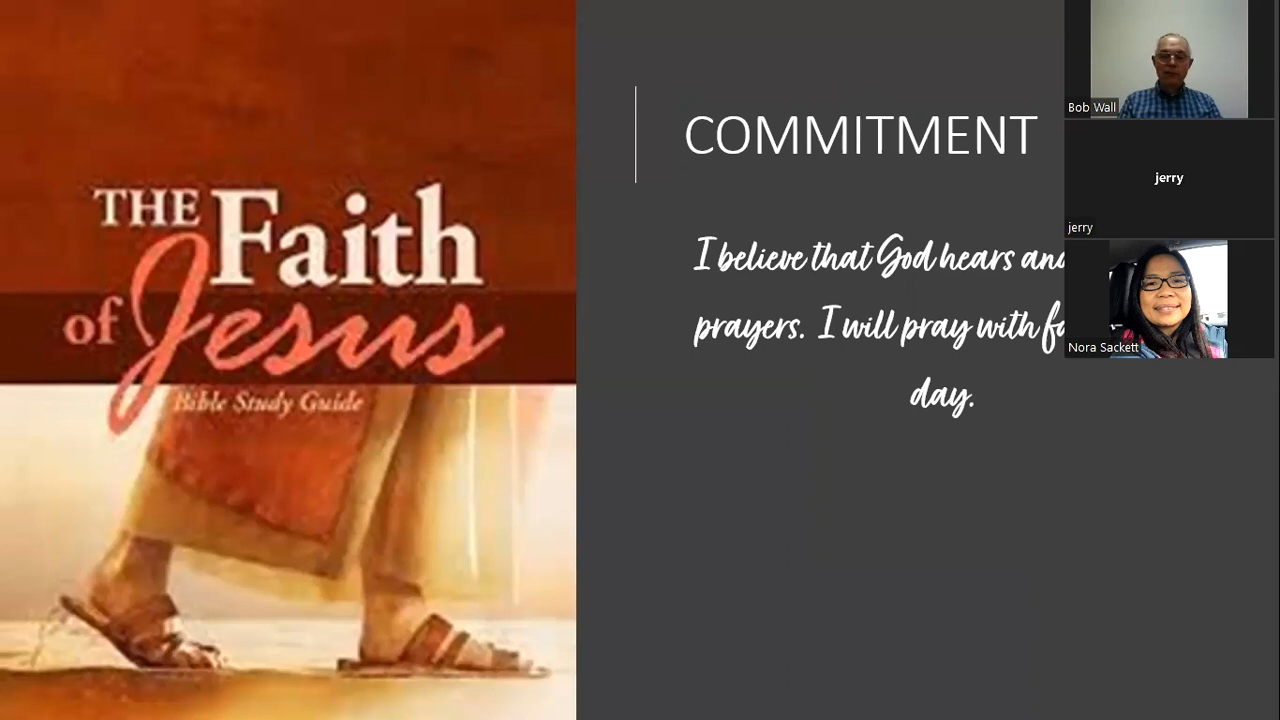 THE Faith
of Jesus
Bible Study Guide
COMMITMENT
I believe that God hears and
prayers. I will pray with
day.
Bob Wall
jerry
jerry
Nora Sackett